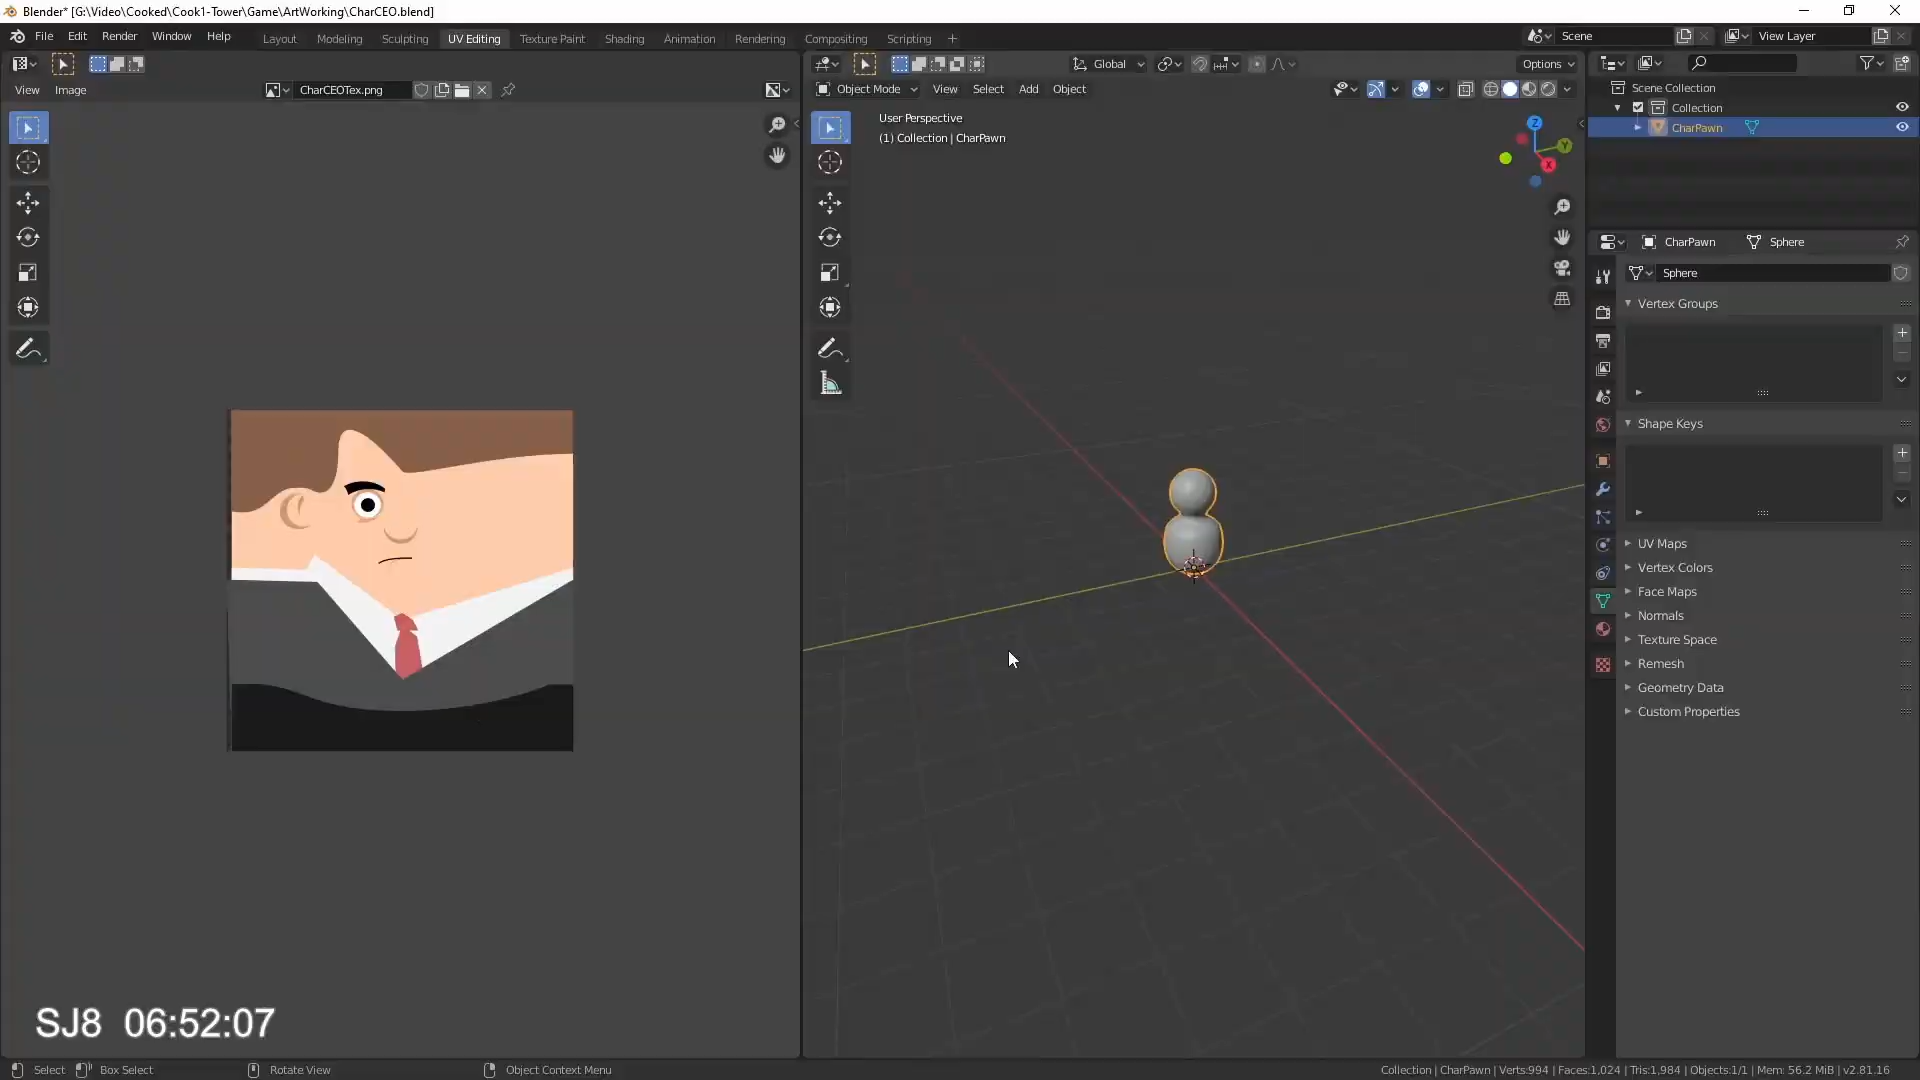 Blender* [G:\Video\Cooked\Cook1-Tower\Game\ArtWorking\CharCEO.blend]
File Edit Render Window Help Layout Modeling Sculpting UV Editing Texture Paint Shading Animation Rendering Compositing Scripting + Scene View Layer
Global Options
View Image CharCEOTex.png Object Mode View Select Add Object
Scene Collection
Collection
CharPawn
User Perspective
(1) Collection | CharPawn
Z
Y
X
CharPawn Sphere
Sphere
Vertex Groups
Shape Keys
UV Maps
Vertex Colors
Face Maps
Normals
Texture Space
Remesh
Geometry Data
Custom Properties
SJ8 06:52:07
Select Box Select Rotate View Object Context Menu Collection | CharPawn | Verts:994 | Faces:1,024 | Tris:1,984 | Objects:1/1 | Mem: 56.2 MiB | v2.81.16